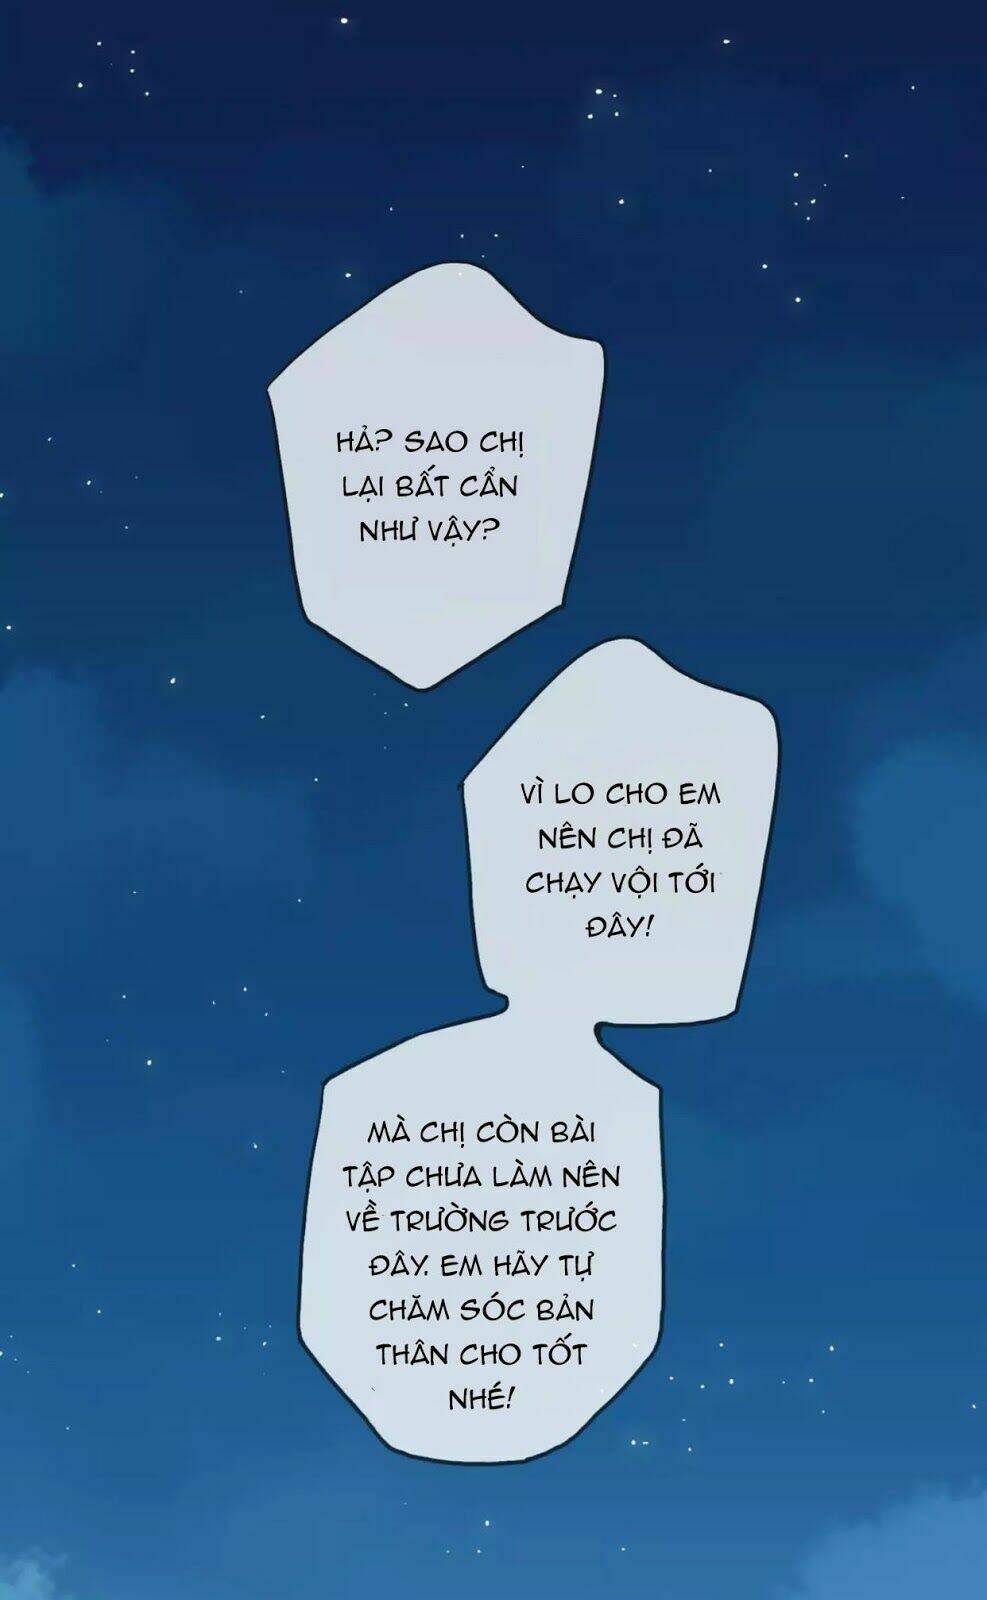 HẢ? SAO CHỊ
LẠI BẤT CẨN
NHƯ VẬY?
VÌ LO CHO EM
NÊN CHỊ ĐÃ
CHẠY VỘI TỚI
ĐÂY!
MÀ CHỊ CÒN BÀI
TẬP CHƯA LÀM NÊN
VỀ TRƯỜNG TRƯỚC
ĐÂY. EM HÃY TỰ
CHĂM SÓC BẢN
THÂN CHO TỐT
NHÉ!